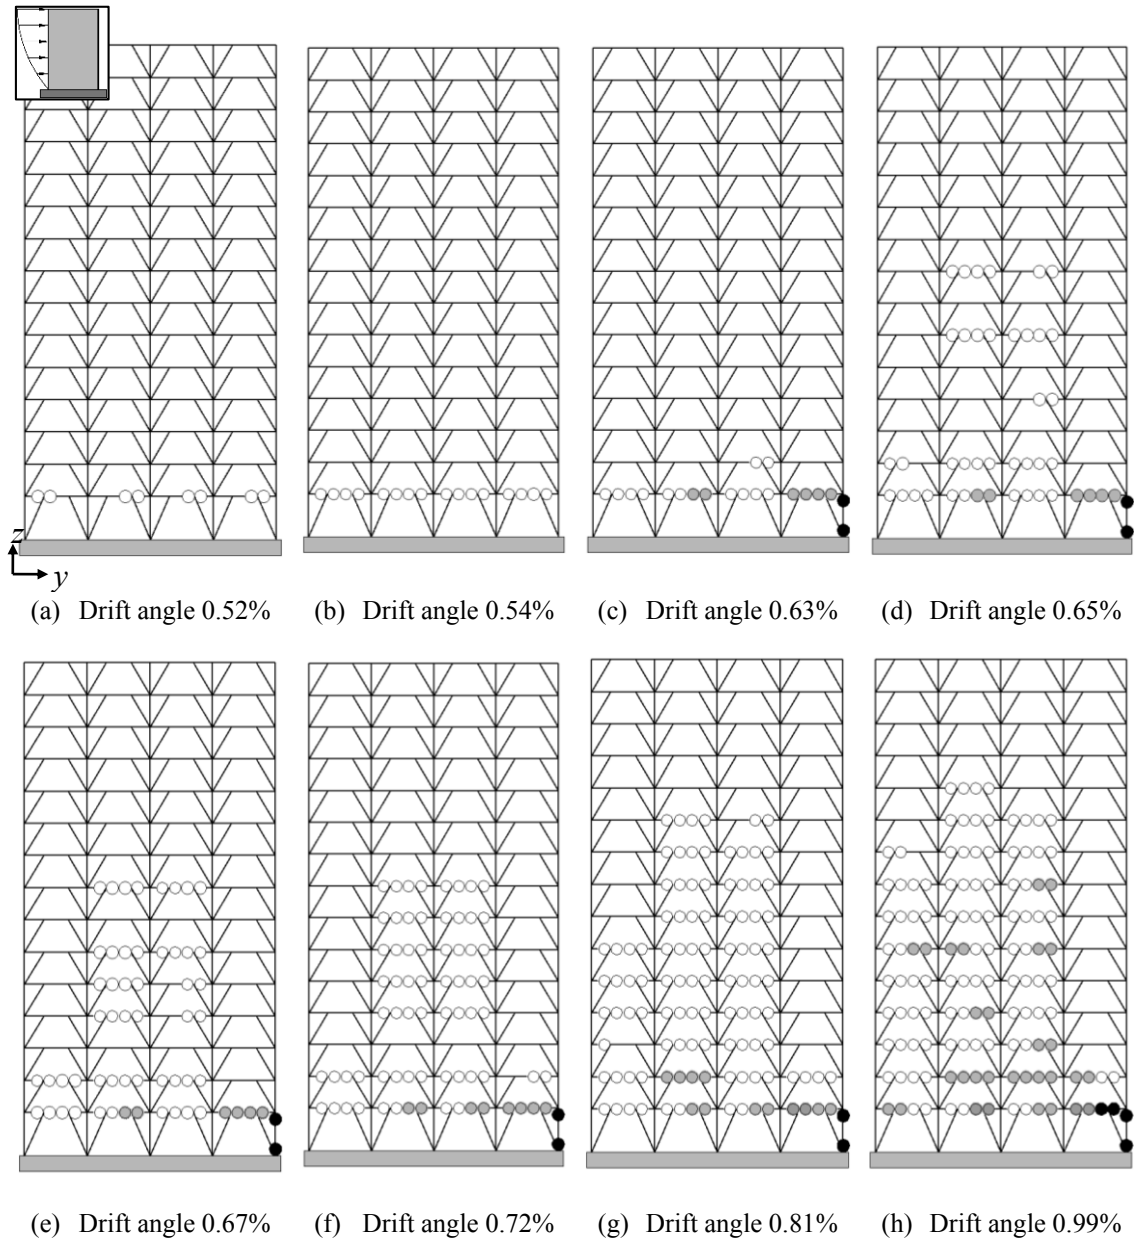 z
y
(a) Drift angle 0.52%
(b) Drift angle 0.54%
(c) Drift angle 0.63%
(d) Drift angle 0.65%
(e) Drift angle 0.67%
(f) Drift angle 0.72%
(g) Drift angle 0.81%
(h) Drift angle 0.99%